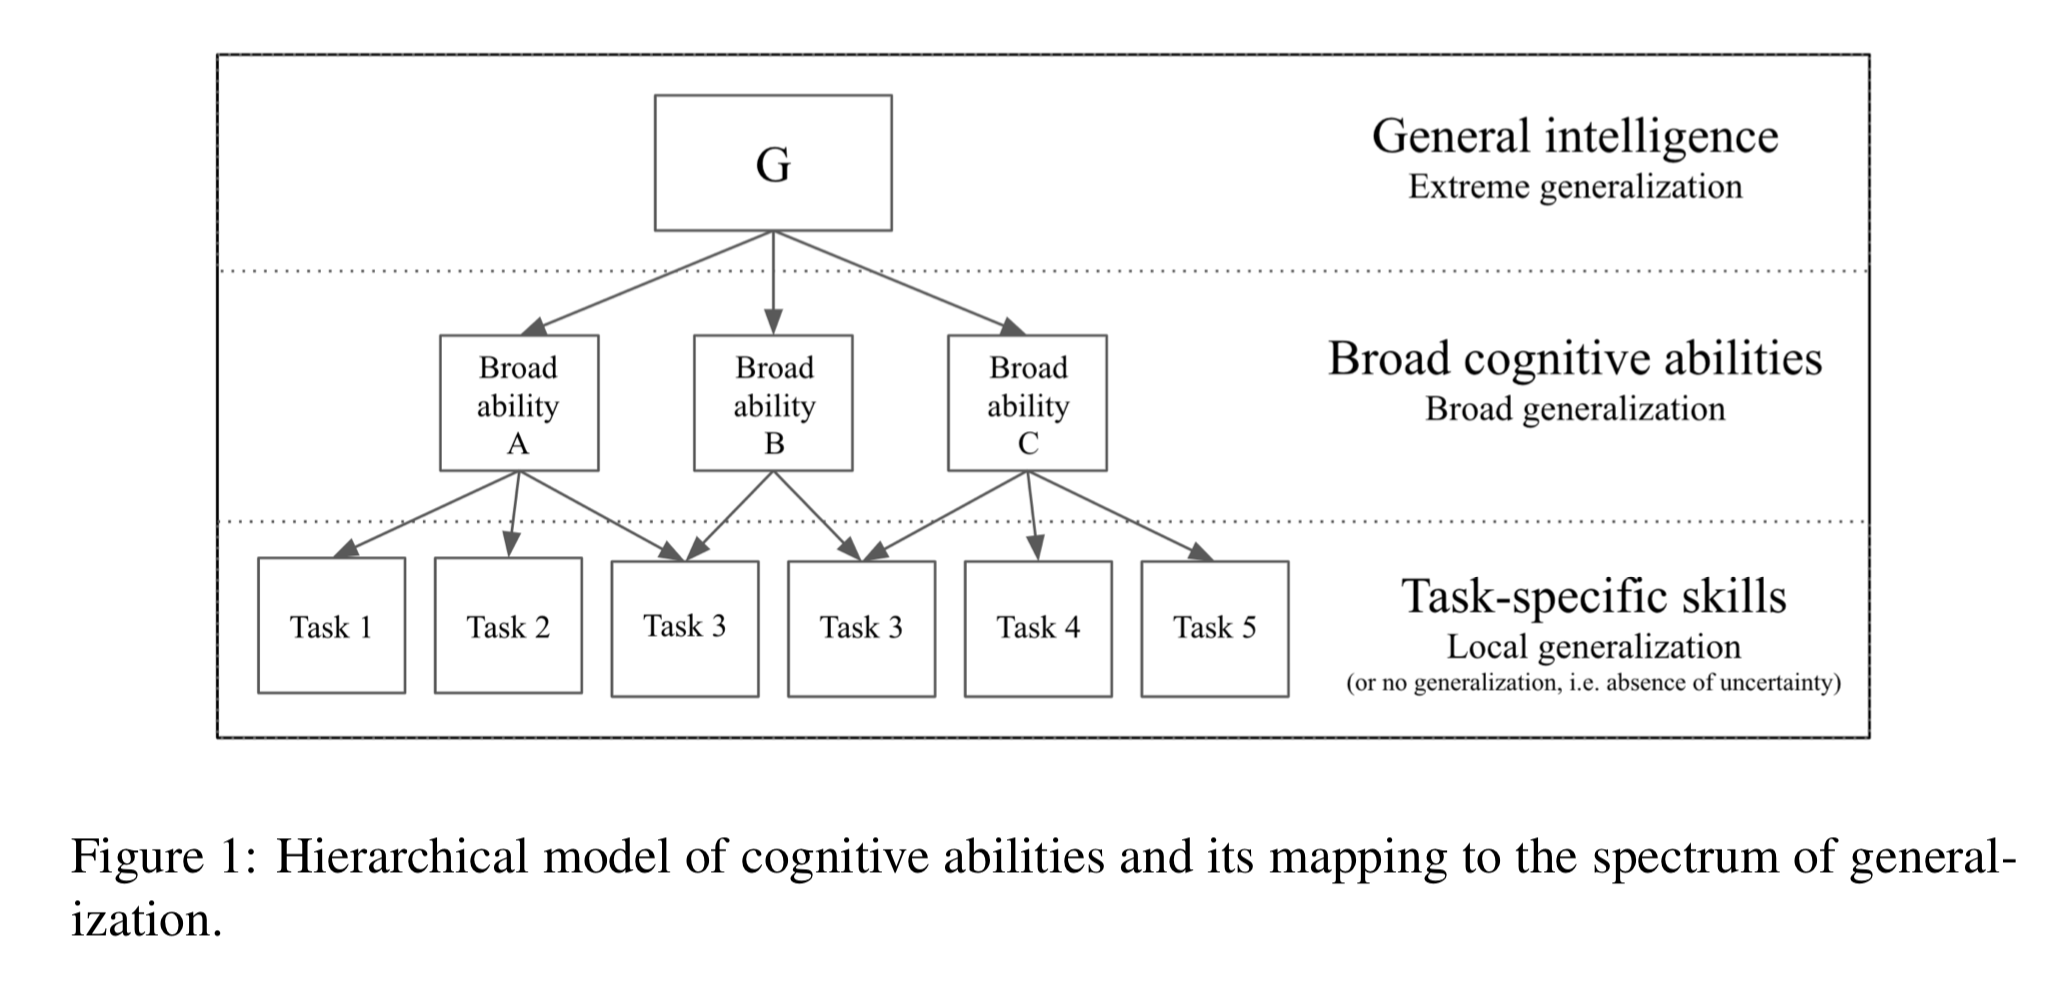 G
General intelligence
Extreme generalization
Broad
ability
A
Broad
ability
B
Broad
ability
C
Broad cognitive abilities
Broad generalization
Task 1
Task 2
Task 3
Task 3
Task 4
Task 5
Task-specific skills
Local generalization
(or no generalization, i.e. absence of uncertainty)
Figure 1: Hierarchical model of cognitive abilities and its mapping to the spectrum of general-
ization.